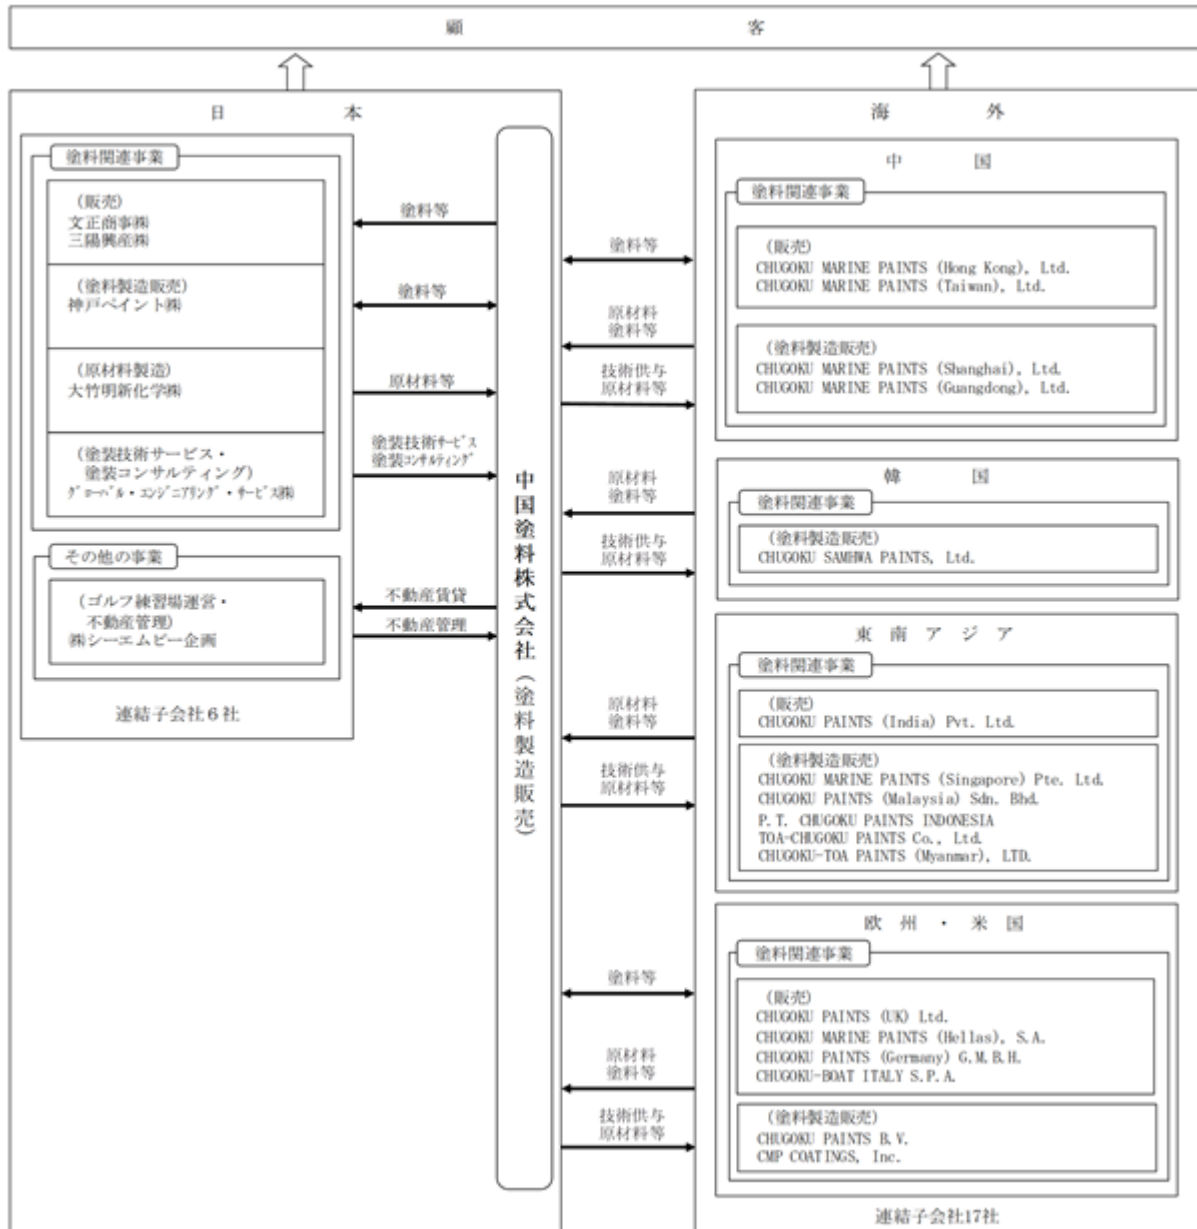 顧客
日本
塗料関連事業
(販売)
文正商事㈱
三陽興産㈱
(塗料製造販売)
神戸ペイント㈱
(原材料製造)
大竹明新化学㈱
(塗装技術サービス・
塗装コンサルティング)
グローバル・エンジニアリング・サービス㈱
その他の事業
(ゴルフ練習場運営・
不動産管理)
㈱シーエムピー企画
連結子会社6社
塗料等
塗料等
原材料等
塗装技術サービス
塗装コンサルティング
不動産賃貸
不動産管理
中国塗料株式会社(塗料製造販売)
塗料等
原材料
塗料等
技術供与
原材料等
原材料
塗料等
技術供与
原材料等
原材料
塗料等
技術供与
原材料等
塗料等
原材料
塗料等
技術供与
原材料等
海外
中国
塗料関連事業
(販売)
CHUGOKU MARINE PAINTS (Hong Kong), Ltd.
CHUGOKU MARINE PAINTS (Taiwan), Ltd.
(塗料製造販売)
CHUGOKU MARINE PAINTS (Shanghai), Ltd.
CHUGOKU MARINE PAINTS (Guangdong), Ltd.
韓国
塗料関連事業
(塗料製造販売)
CHUGOKU SAMHWA PAINTS, Ltd.
東南アジア
塗料関連事業
(販売)
CHUGOKU PAINTS (India) Pvt. Ltd.
(塗料製造販売)
CHUGOKU MARINE PAINTS (Singapore) Pte. Ltd.
CHUGOKU PAINTS (Malaysia) Sdn. Bhd.
P.T. CHUGOKU PAINTS INDONESIA
TOA-CHUGOKU PAINTS Co., Ltd.
CHUGOKU-TOA PAINTS (Myanmar), LTD.
欧州・米国
塗料関連事業
(販売)
CHUGOKU PAINTS (UK) Ltd.
CHUGOKU MARINE PAINTS (Hellas), S.A.
CHUGOKU PAINTS (Germany) G.M.B.H.
CHUGOKU-BOAT ITALY S.P.A.
(塗料製造販売)
CHUGOKU PAINTS B.V.
CMP COATINGS, Inc.
連結子会社17社